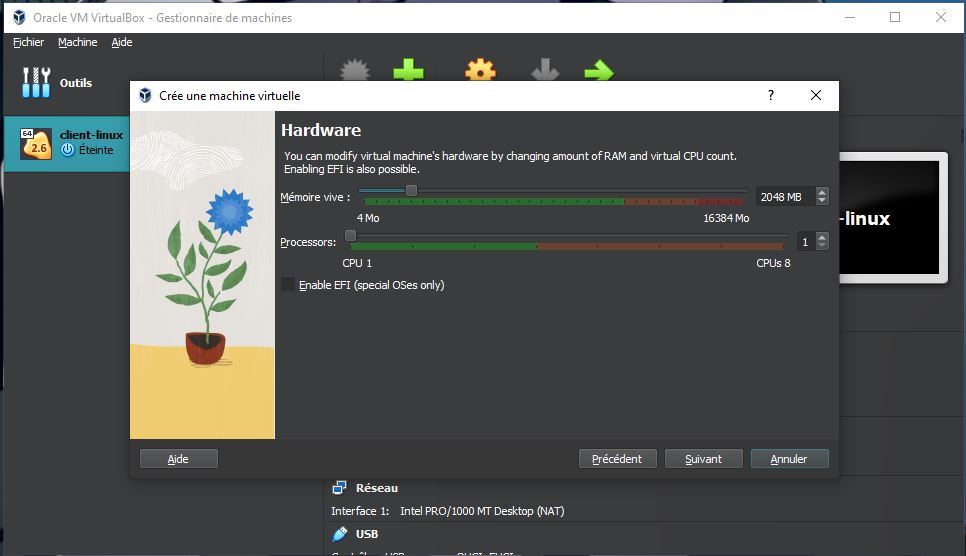 Oracle VM VirtualBox - Gestionnaire de machines
Fichier Machine Aide
Outils
Crée une machine virtuelle
?
64
2.6
client-linux
Éteinte
Hardware
You can modify virtual machine's hardware by changing amount of RAM and virtual CPU count.
Enabling EFI is also possible.
Mémoire vive :
2048 MB
4 Mo
16384 Mo
-linux
Processors:
1
CPU 1
CPUs 8
Enable EFI (special OSes only)
Aide
Précédent
Suivant
Annuler
Réseau
Interface 1: Intel PRO/1000 MT Desktop (NAT)
USB